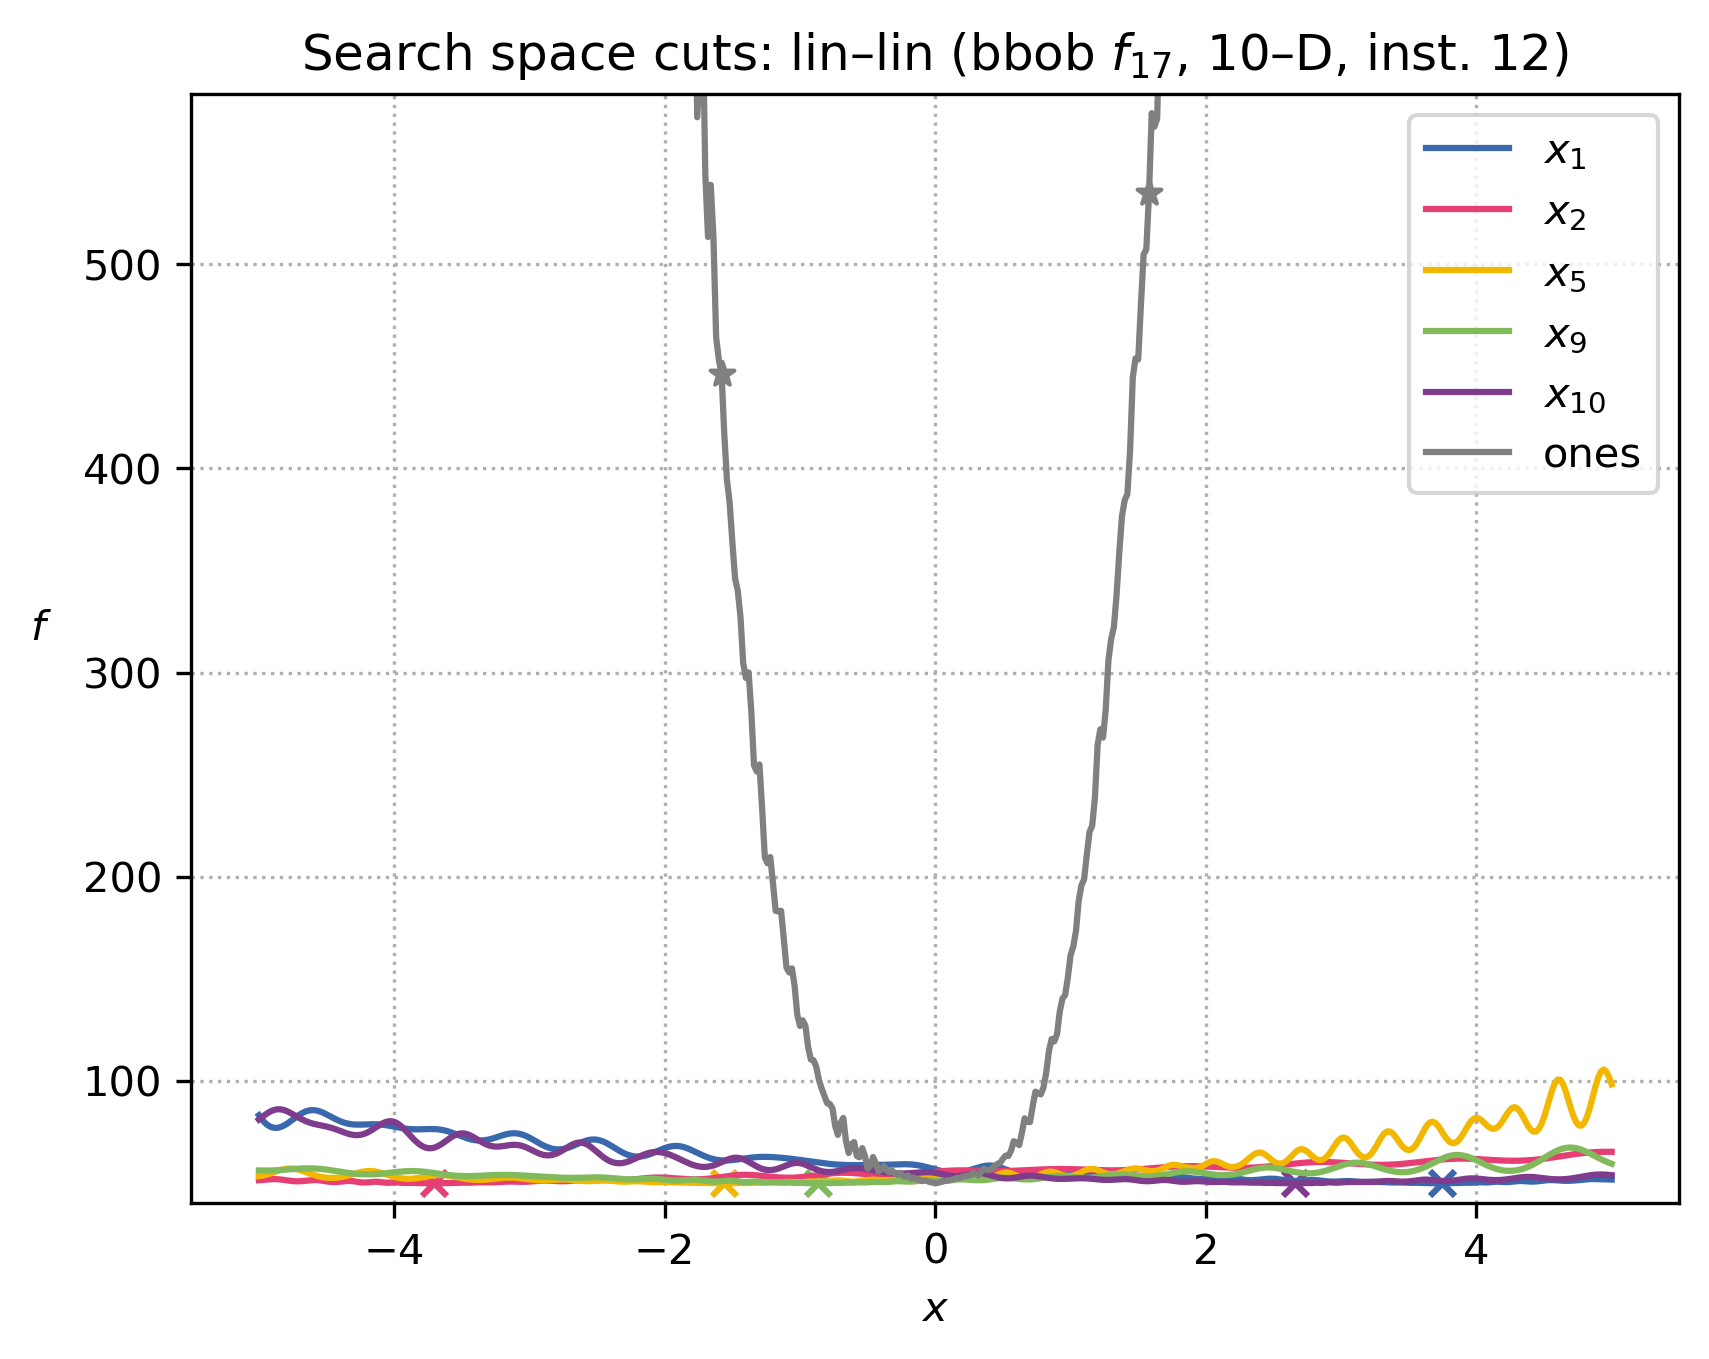 Search space cuts: lin–lin (bbob f₁₇, 10–D, inst. 12)
x₁
x₂
x₅
x₉
x₁₀
ones
500
400
300
200
100
f
−4
−2
0
2
4
x